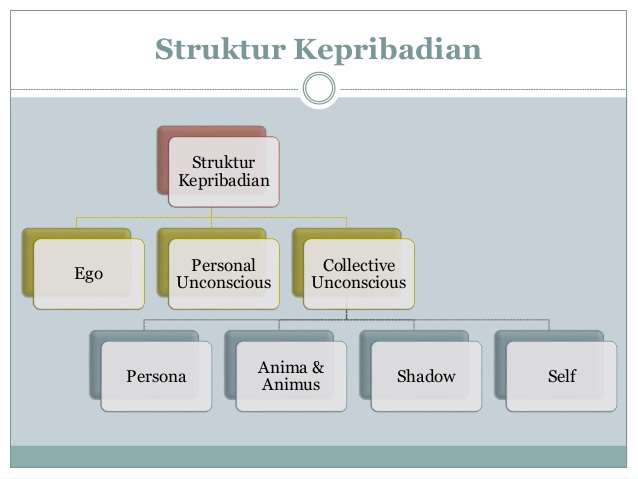 Struktur Kepribadian
Struktur
Kepribadian
Ego
Personal
Unconscious
Collective
Unconscious
Persona
Anima &
Animus
Shadow
Self